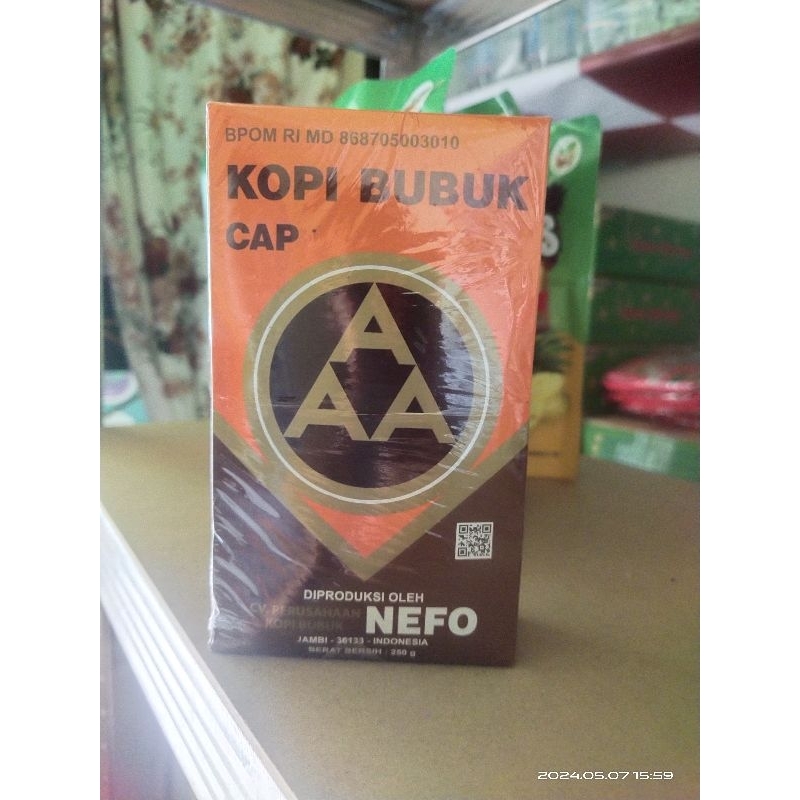 BPOM RI MD 868705003010
KOPI BUBUK
CAP
A
A A
DIPRODUKSI OLEH
CV. PERUSAHAAN
KOPI BUBUK
NEFO
JAMBI - 36133 - INDONESIA
BERAT BERSIH : 250 g
S
2024.05.07 15:59